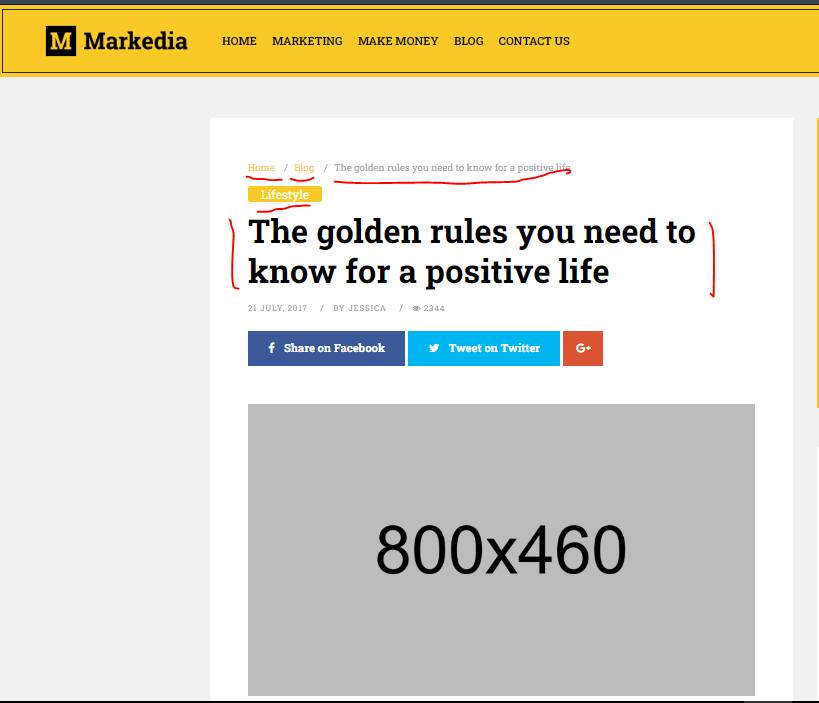 M Markedia HOME MARKETING MAKE MONEY BLOG CONTACT US
Home / Blog / The golden rules you need to know for a positive life
Lifestyle
The golden rules you need to
know for a positive life
21 JULY, 2017 / BY JESSICA / 2344
Share on Facebook Tweet on Twitter G+
800x460